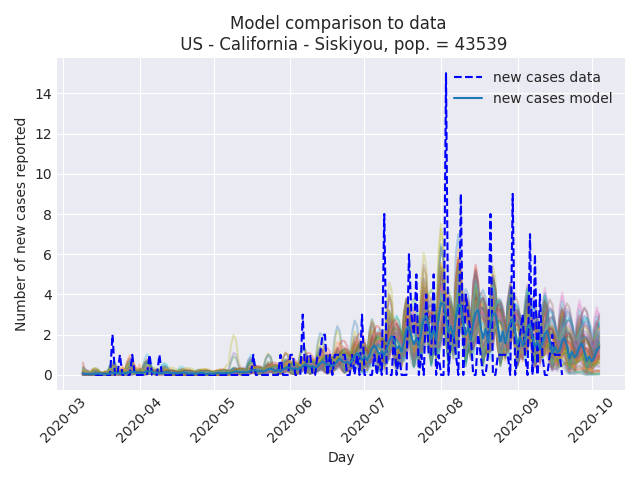 Model comparison to data
US - California - Siskiyou, pop. = 43539
new cases data
new cases model
Number of new cases reported
14
12
10
8
6
4
2
0
2020-03
2020-04
2020-05
2020-06
2020-07
2020-08
2020-09
2020-10
Day